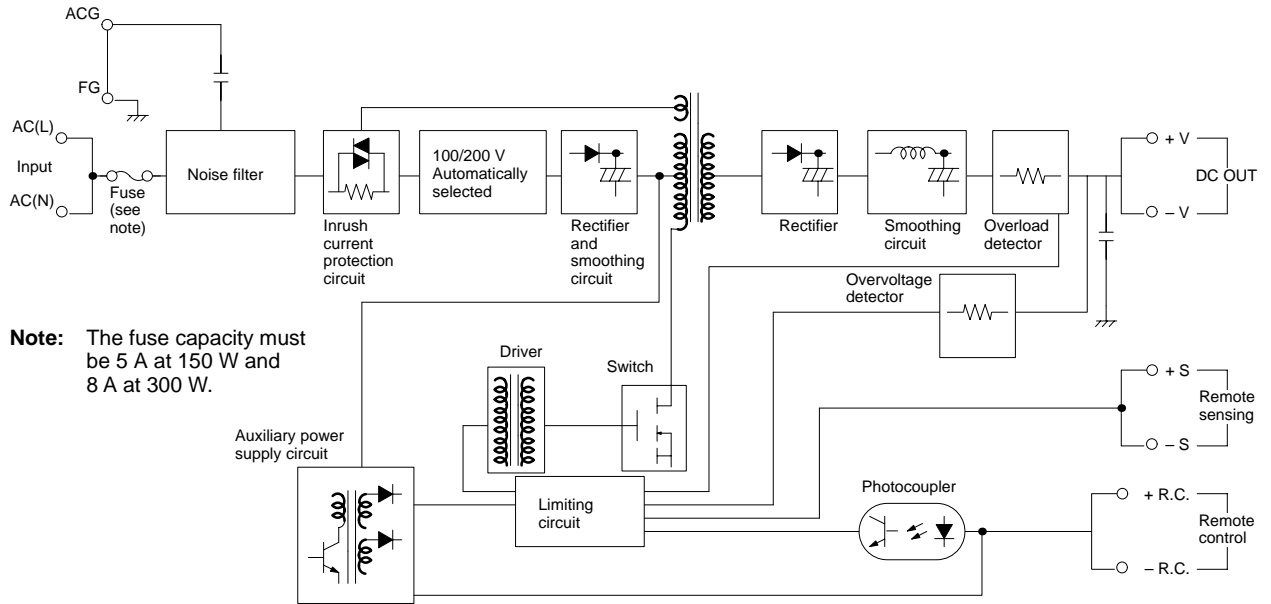 ACG
FG
AC(L)
Input
AC(N)
Fuse
(see
note)
Noise filter
Inrush
current
protection
circuit
100/200 V
Automatically
selected
Rectifier
and
smoothing
circuit
Rectifier
Smoothing
circuit
Overload
detector
+ V
DC OUT
– V
Overvoltage
detector
Note: The fuse capacity must
be 5 A at 150 W and
8 A at 300 W.
Driver
Switch
+ S
Remote
sensing
– S
Auxiliary power
supply circuit
Limiting
circuit
Photocoupler
+ R.C.
Remote
control
– R.C.